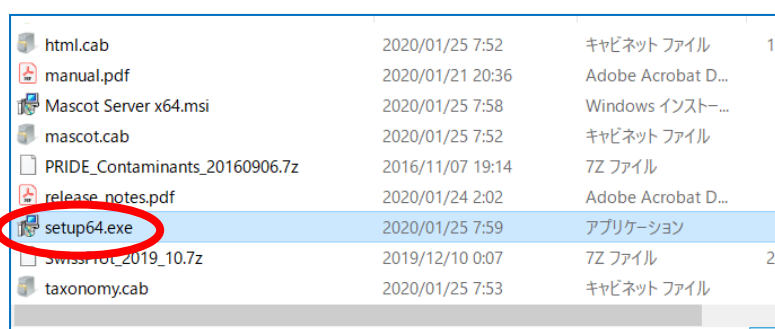 html.cab 2020/01/25 7:52 キャビネット ファイル 1
manual.pdf 2020/01/21 20:36 Adobe Acrobat D...
Mascot Server x64.msi 2020/01/25 7:58 Windows インストー...
mascot.cab 2020/01/25 7:52 キャビネット ファイル
PRIDE_Contaminants_20160906.7z 2016/11/07 19:14 7Z ファイル
release_notes.pdf 2020/01/24 2:02 Adobe Acrobat D...
setup64.exe 2020/01/25 7:59 アプリケーション
SwissProt_2019_10.7z 2019/12/10 0:07 7Z ファイル 2
taxonomy.cab 2020/01/25 7:53 キャビネット ファイル